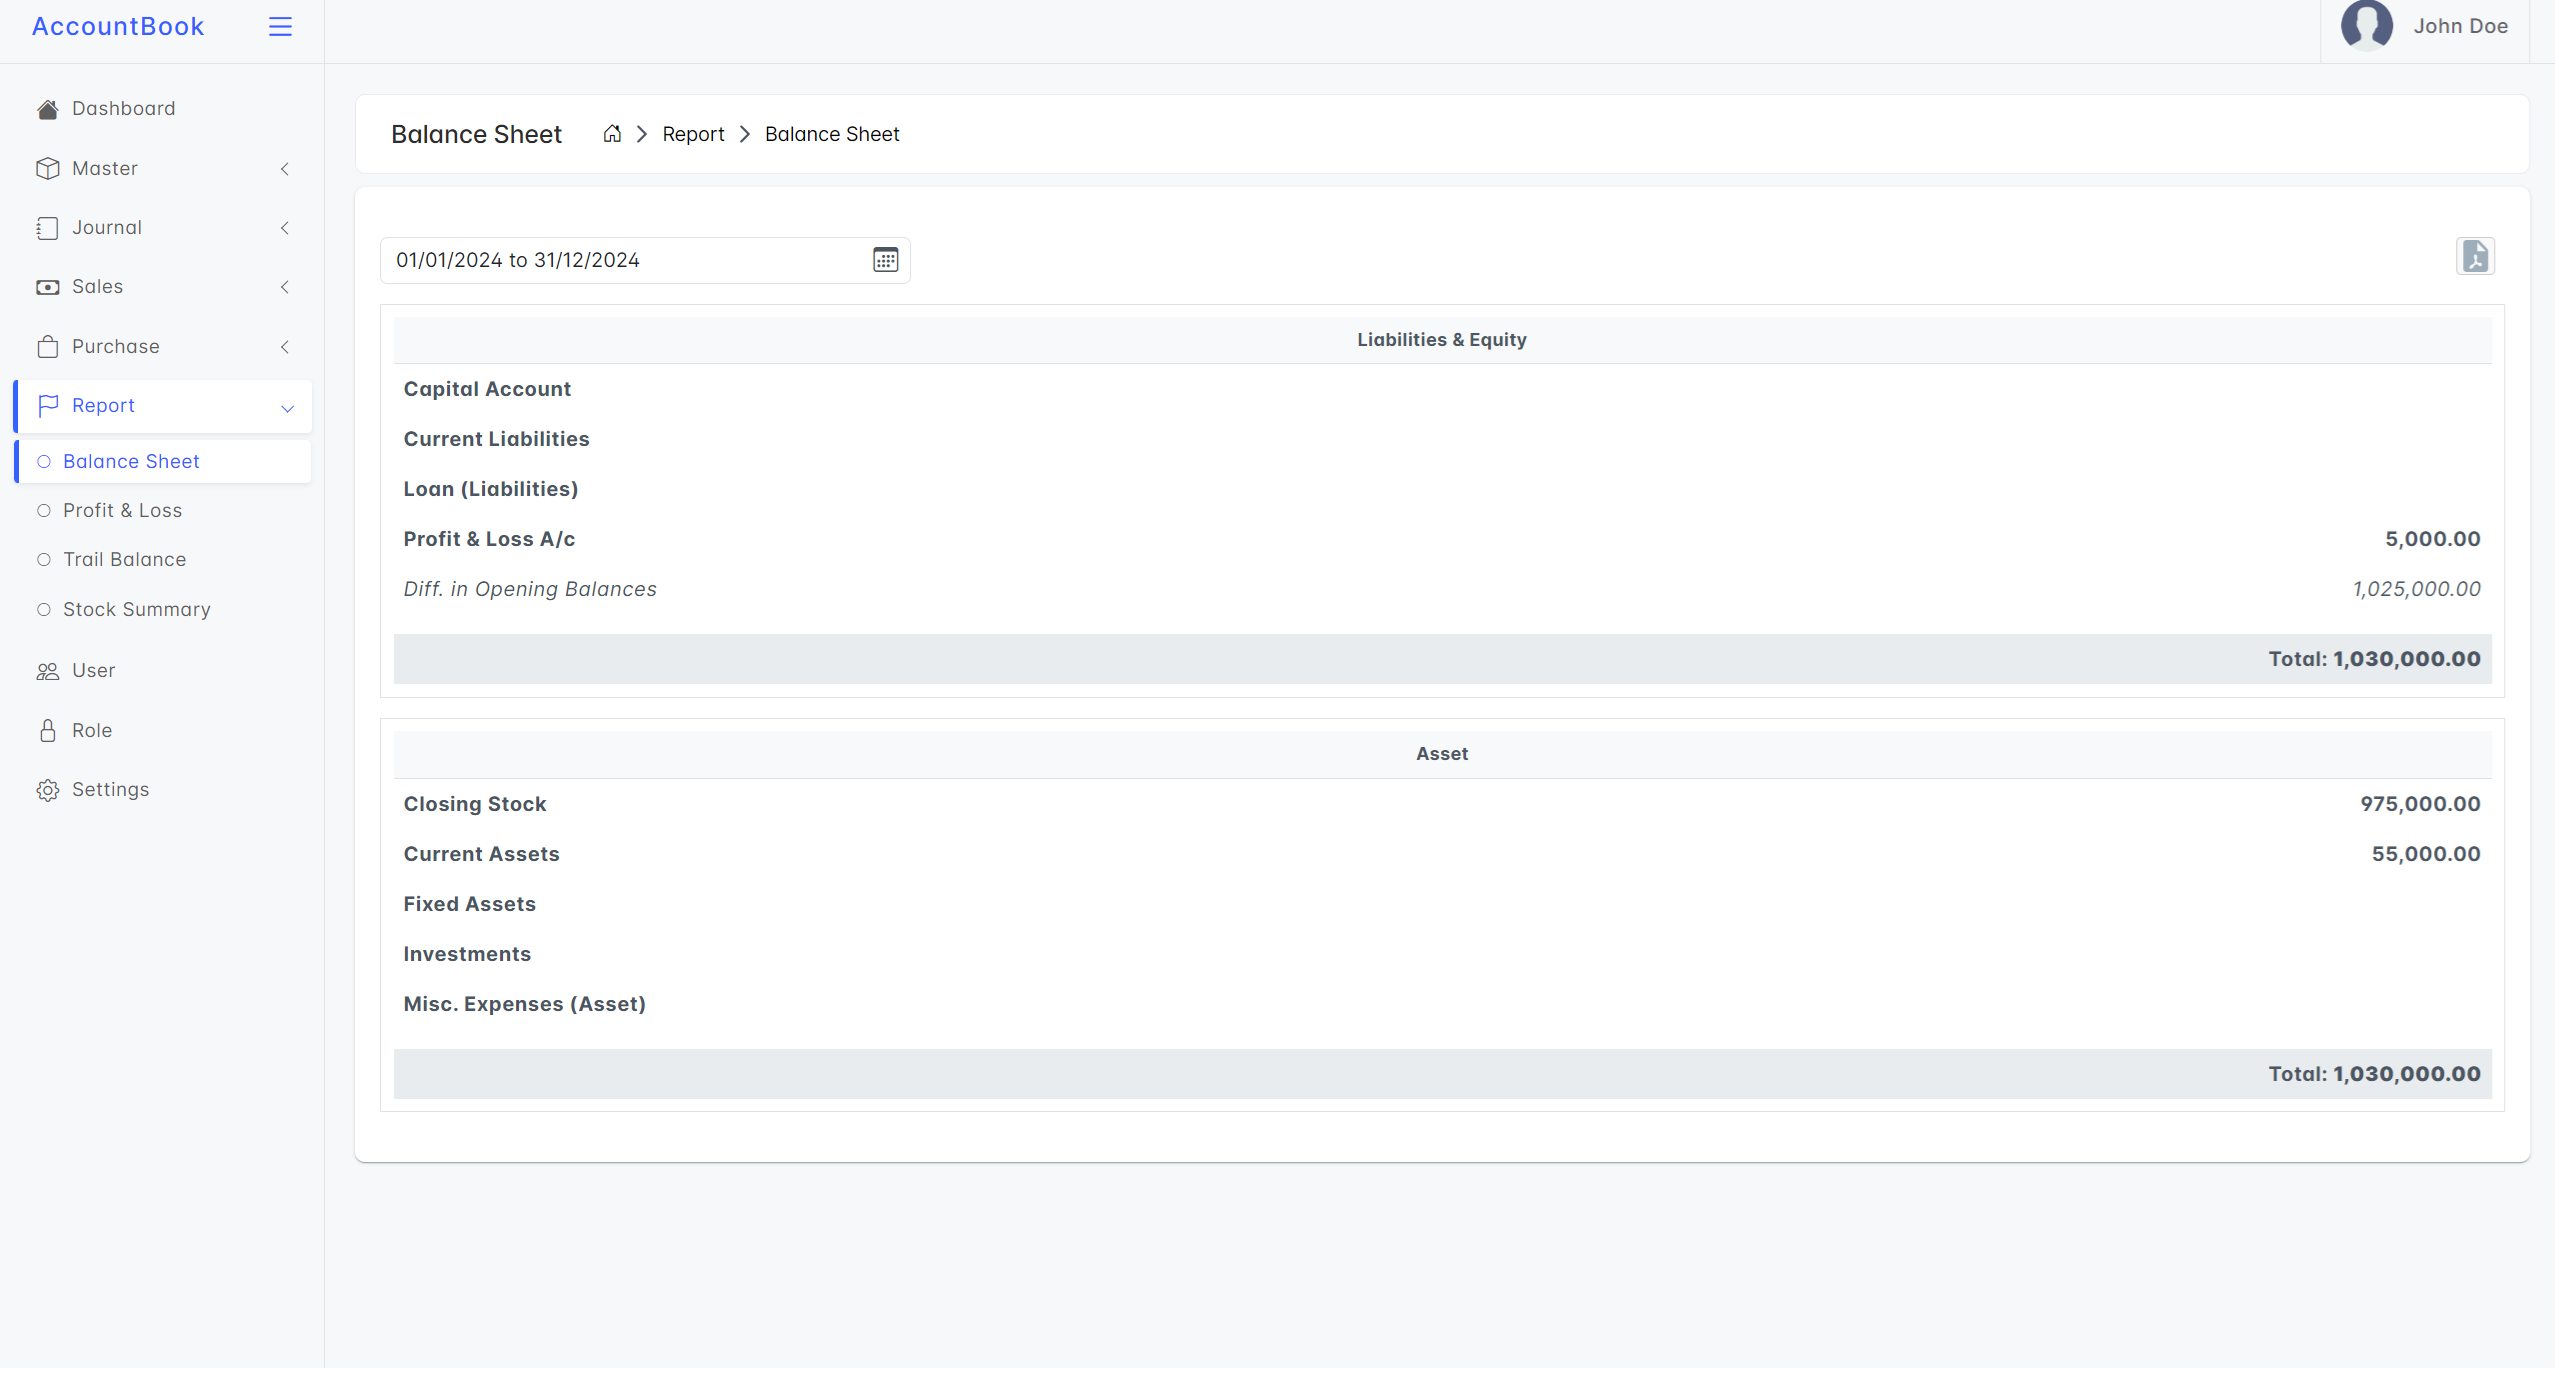 AccountBook
John Doe
Dashboard
Master
Journal
Sales
Purchase
Report
Balance Sheet
Profit & Loss
Trail Balance
Stock Summary
User
Role
Settings
Balance Sheet Report Balance Sheet
01/01/2024 to 31/12/2024
Liabilities & Equity
Capital Account
Current Liabilities
Loan (Liabilities)
Profit & Loss A/c 5,000.00
Diff. in Opening Balances 1,025,000.00
Total: 1,030,000.00
Asset
Closing Stock 975,000.00
Current Assets 55,000.00
Fixed Assets
Investments
Misc. Expenses (Asset)
Total: 1,030,000.00